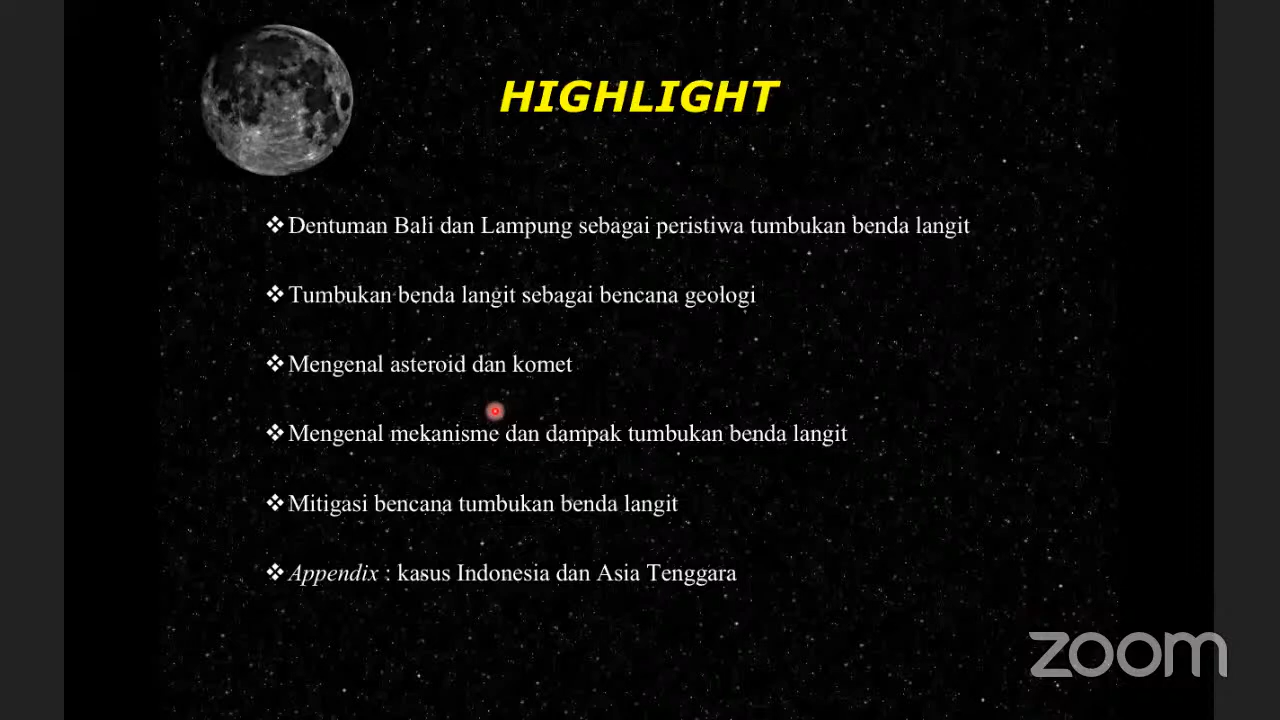 HIGHLIGHT
❖Dentuman Bali dan Lampung sebagai peristiwa tumbukan benda langit
❖Tumbukan benda langit sebagai bencana geologi
❖Mengenal asteroid dan komet
❖Mengenal mekanisme dan dampak tumbukan benda langit
❖Mitigasi bencana tumbukan benda langit
❖Appendix : kasus Indonesia dan Asia Tenggara
zoom